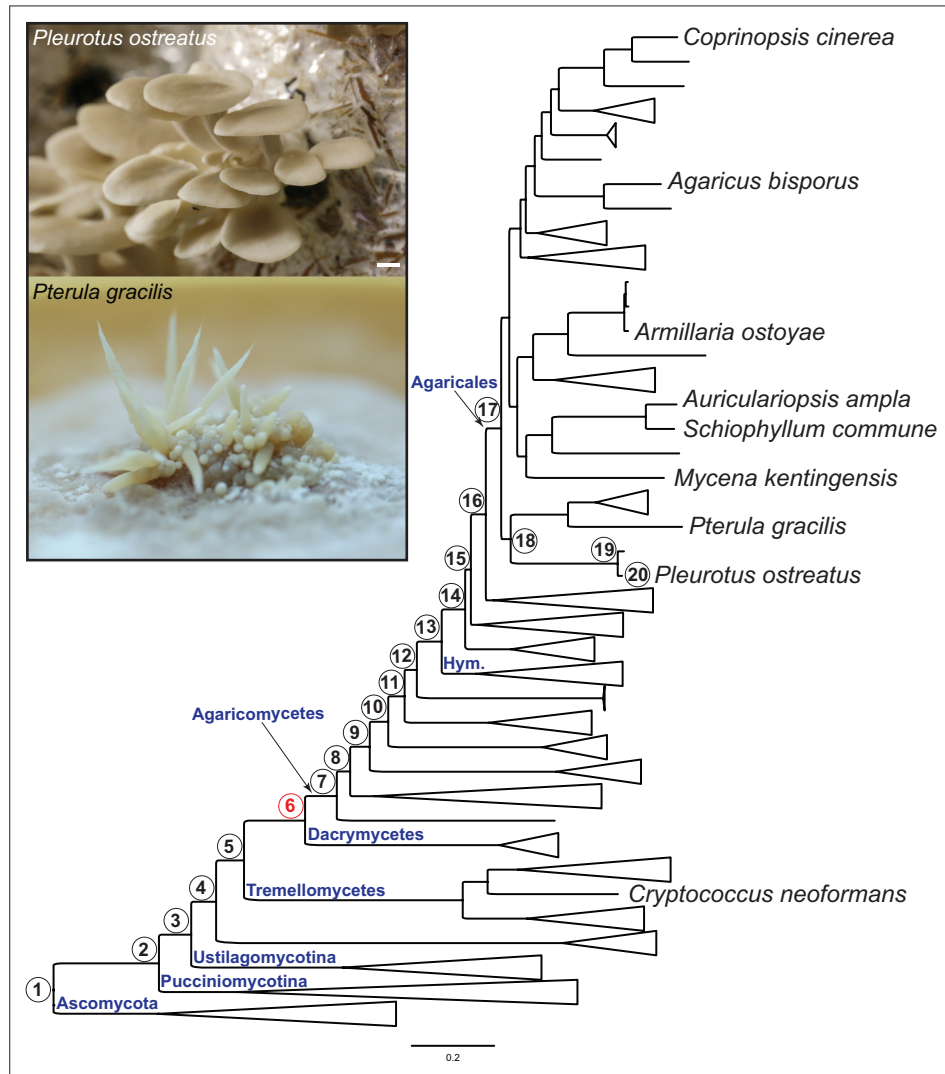 Pleurotus ostreatus
Pterula gracilis
Coprinopsis cinerea
Agaricus bisporus
Armillaria ostoyae
Agaricales
Auriculariopsis ampla
17
Schiophyllum commune
Mycena kentingensis
16
Pterula gracilis
18
19
15
20 Pleurotus ostreatus
14
13
12
Hym.
11
10
Agaricomycetes
9
8
7
6
Dacrymycetes
5
4
Tremellomycetes
Cryptococcus neoformans
3
2
Ustilagomycotina
Pucciniomycotina
1
Ascomycota
0.2